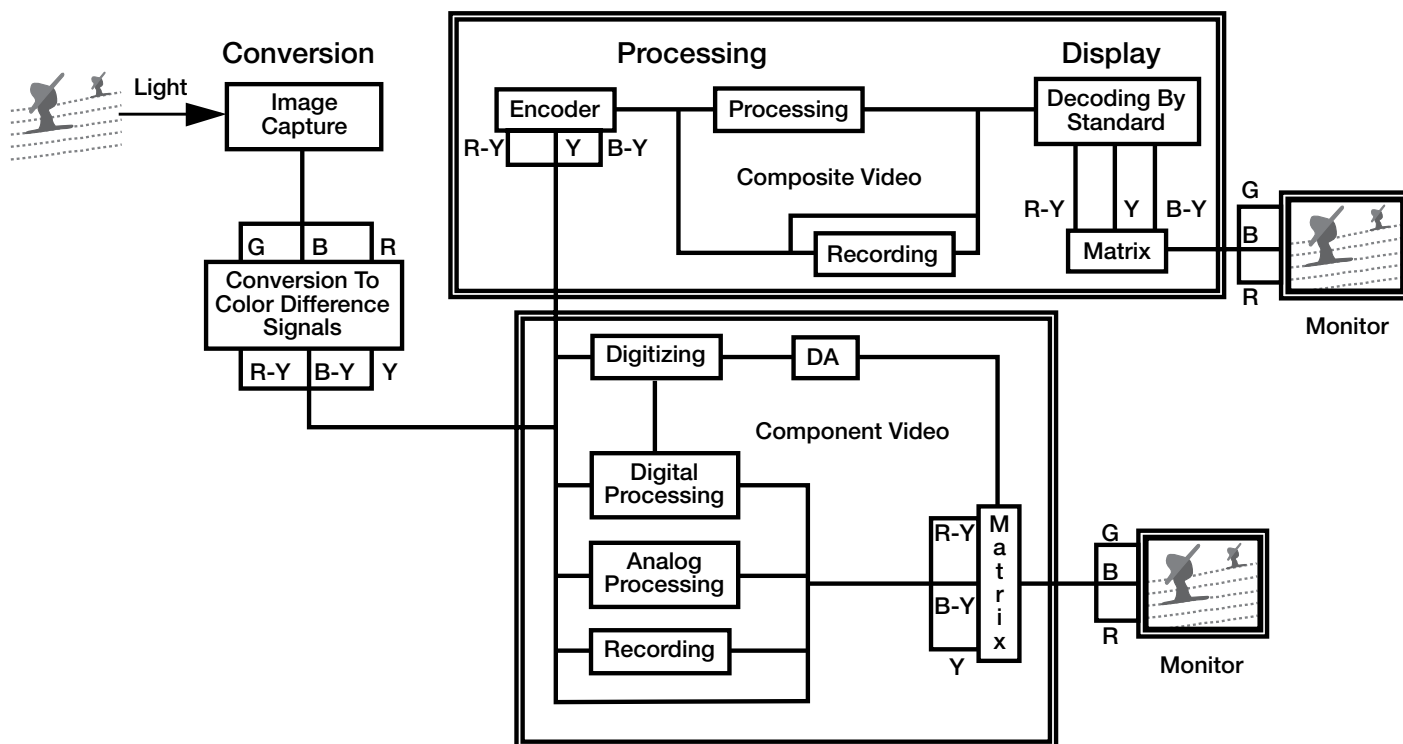 Conversion
Processing
Display
Light
Image
Capture
Encoder
Processing
Decoding By
Standard
R-Y
Y
B-Y
Composite Video
R-Y
Y
B-Y
Recording
Matrix
G
B
R
Monitor
G
B
R
Conversion To
Color Difference
Signals
R-Y
B-Y
Y
Digitizing
DA
Component Video
Digital
Processing
Analog
Processing
Recording
R-Y
B-Y
Y
Matrix
G
B
R
Monitor